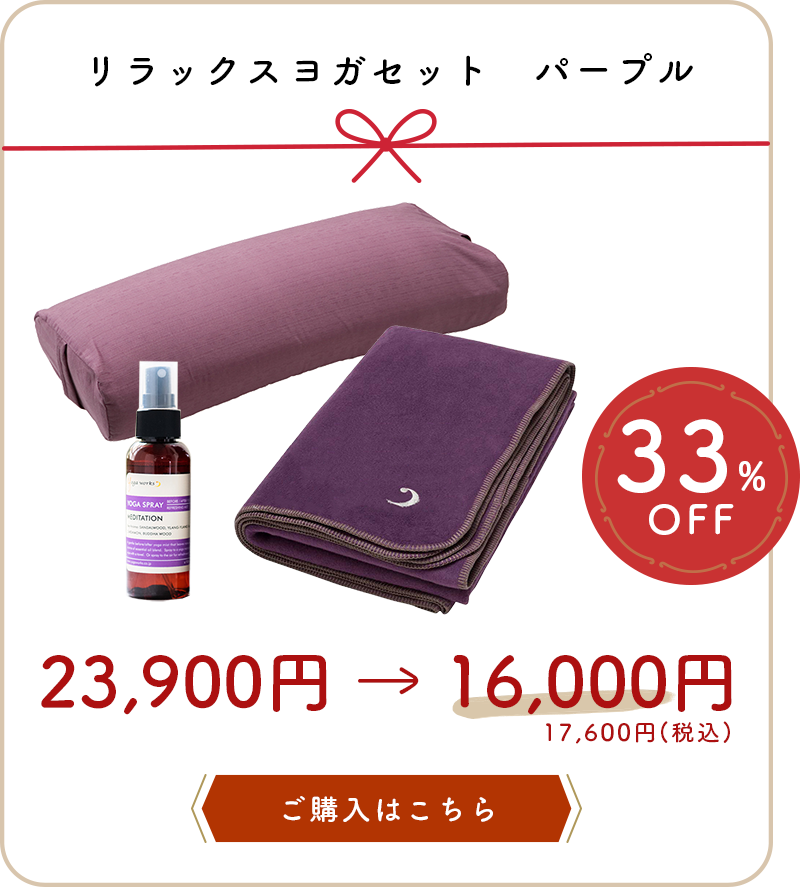 リラックスヨガセット　パープル
YOGA SPRAY
MEDITATION
33%
OFF
23,900円 → 16,000円
17,600円(税込)
ご購入はこちら